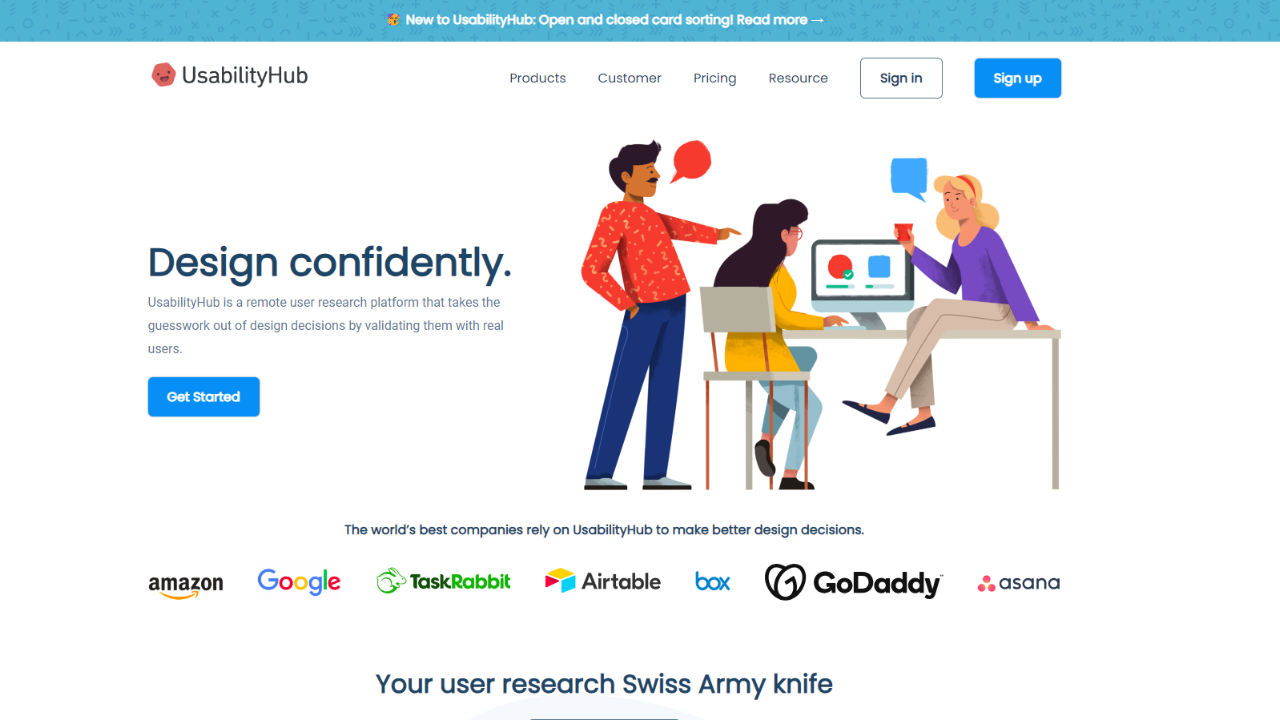 🥳 New to UsabilityHub: Open and closed card sorting! Read more →
UsabilityHub
Products
Customer
Pricing
Resource
Sign in
Sign up
Design confidently.
UsabilityHub is a remote user research platform that takes the
guesswork out of design decisions by validating them with real
users.
Get Started
The world’s best companies rely on UsabilityHub to make better design decisions.
amazon
Google
TaskRabbit
Airtable
box
GoDaddy™
asana
Your user research Swiss Army knife